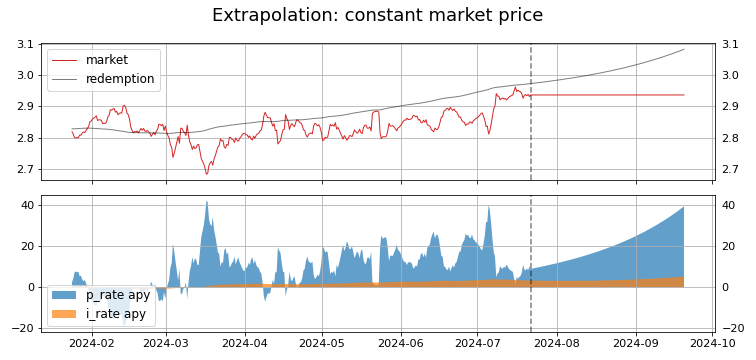 Extrapolation: constant market price
3.1 3.1
market
redemption
3.0 3.0
2.9 2.9
2.8 2.8
2.7 2.7
40 40
20 20
0 0
p_rate apy
i_rate apy
−20 −20
2024-02 2024-03 2024-04 2024-05 2024-06 2024-07 2024-08 2024-09 2024-10